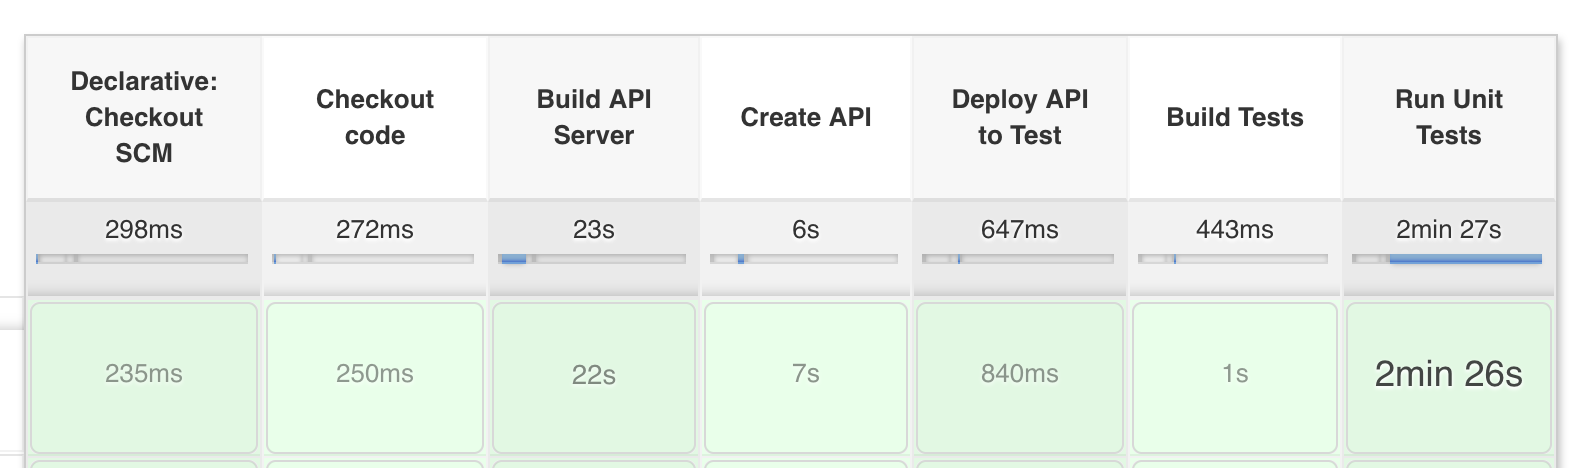 Declarative:
Checkout
SCM
Checkout
code
Build API
Server
Create API
Deploy API
to Test
Build Tests
Run Unit
Tests
298ms
272ms
23s
6s
647ms
443ms
2min 27s
235ms
250ms
22s
7s
840ms
1s
2min 26s